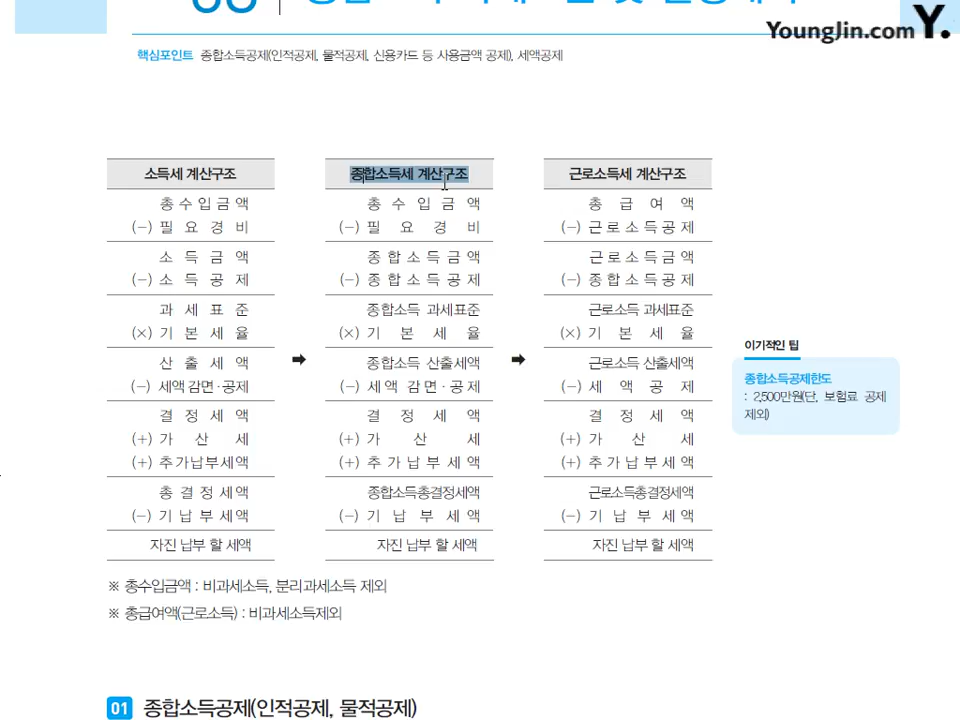 YoungJin.com Y.
핵심포인트 종합소득공제(인적공제, 물적공제, 신용카드 등 사용금액 공제), 세액공제
소득세 계산구조
총수입금액
(−) 필요경비
소득금액
(−) 소득공제
과세표준
(×) 기본세율
산출세액
(−) 세액감면·공제
결정세액
(+) 가산세
(+) 추가납부세액
총결정세액
(−) 기납부세액
자진 납부 할 세액
종합소득세 계산구조
총수입금액
(−) 필요경비
종합소득금액
(−) 종합소득공제
종합소득 과세표준
(×) 기본세율
종합소득 산출세액
(−) 세액감면·공제
결정세액
(+) 가산세
(+) 추가납부세액
종합소득총결정세액
(−) 기납부세액
자진 납부 할 세액
근로소득세 계산구조
총급여액
(−) 근로소득공제
근로소득금액
(−) 종합소득공제
근로소득 과세표준
(×) 기본세율
근로소득 산출세액
(−) 세액공제
결정세액
(+) 가산세
(+) 추가납부세액
근로소득총결정세액
(−) 기납부세액
자진 납부 할 세액
이기적인 팁
종합소득공제한도
: 2,500만원(단, 보험료 공제
제외)
※ 총수입금액 : 비과세소득, 분리과세소득 제외
※ 총급여액(근로소득) : 비과세소득제외
01 종합소득공제(인적공제, 물적공제)